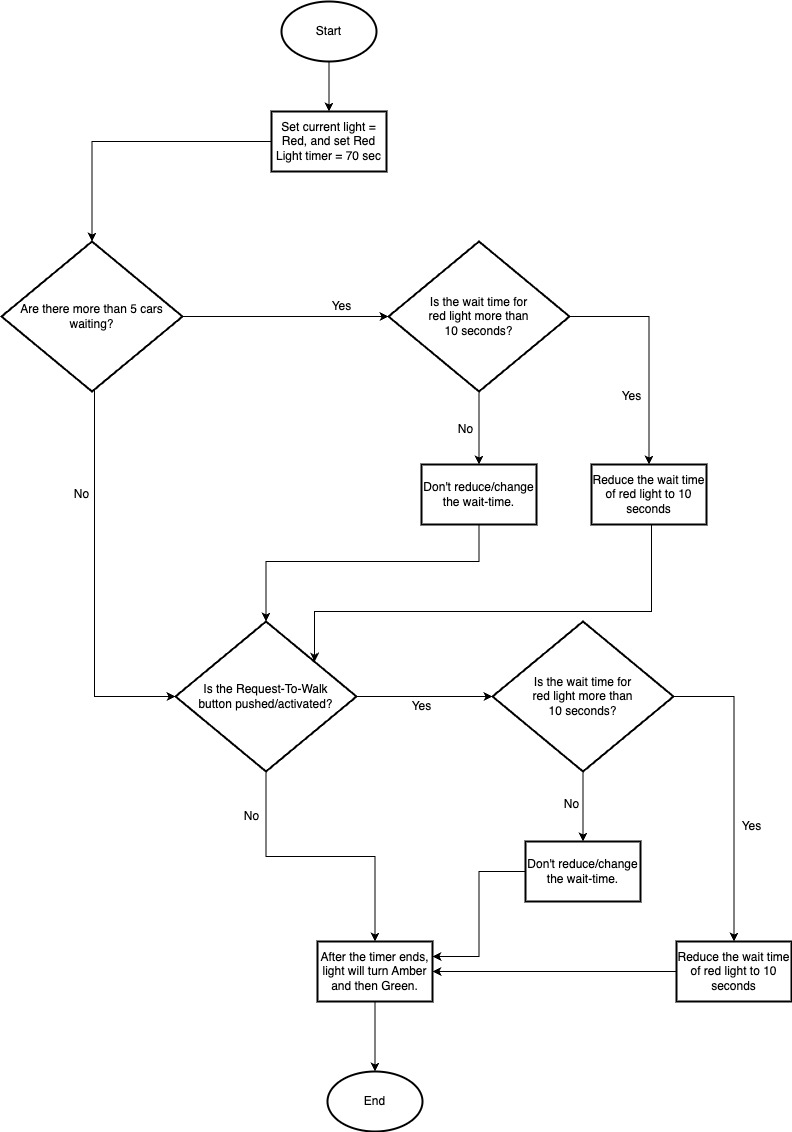 Start
Set current light =
Red, and set Red
Light timer = 70 sec
Are there more than 5 cars
waiting?
Yes
Is the wait time for
red light more than
10 seconds?
Yes
No
No
Don't reduce/change
the wait-time.
Reduce the wait time
of red light to 10
seconds
Is the Request-To-Walk
button pushed/activated?
Yes
Is the wait time for
red light more than
10 seconds?
No
No
Yes
Don't reduce/change
the wait-time.
After the timer ends,
light will turn Amber
and then Green.
Reduce the wait time
of red light to 10
seconds
End